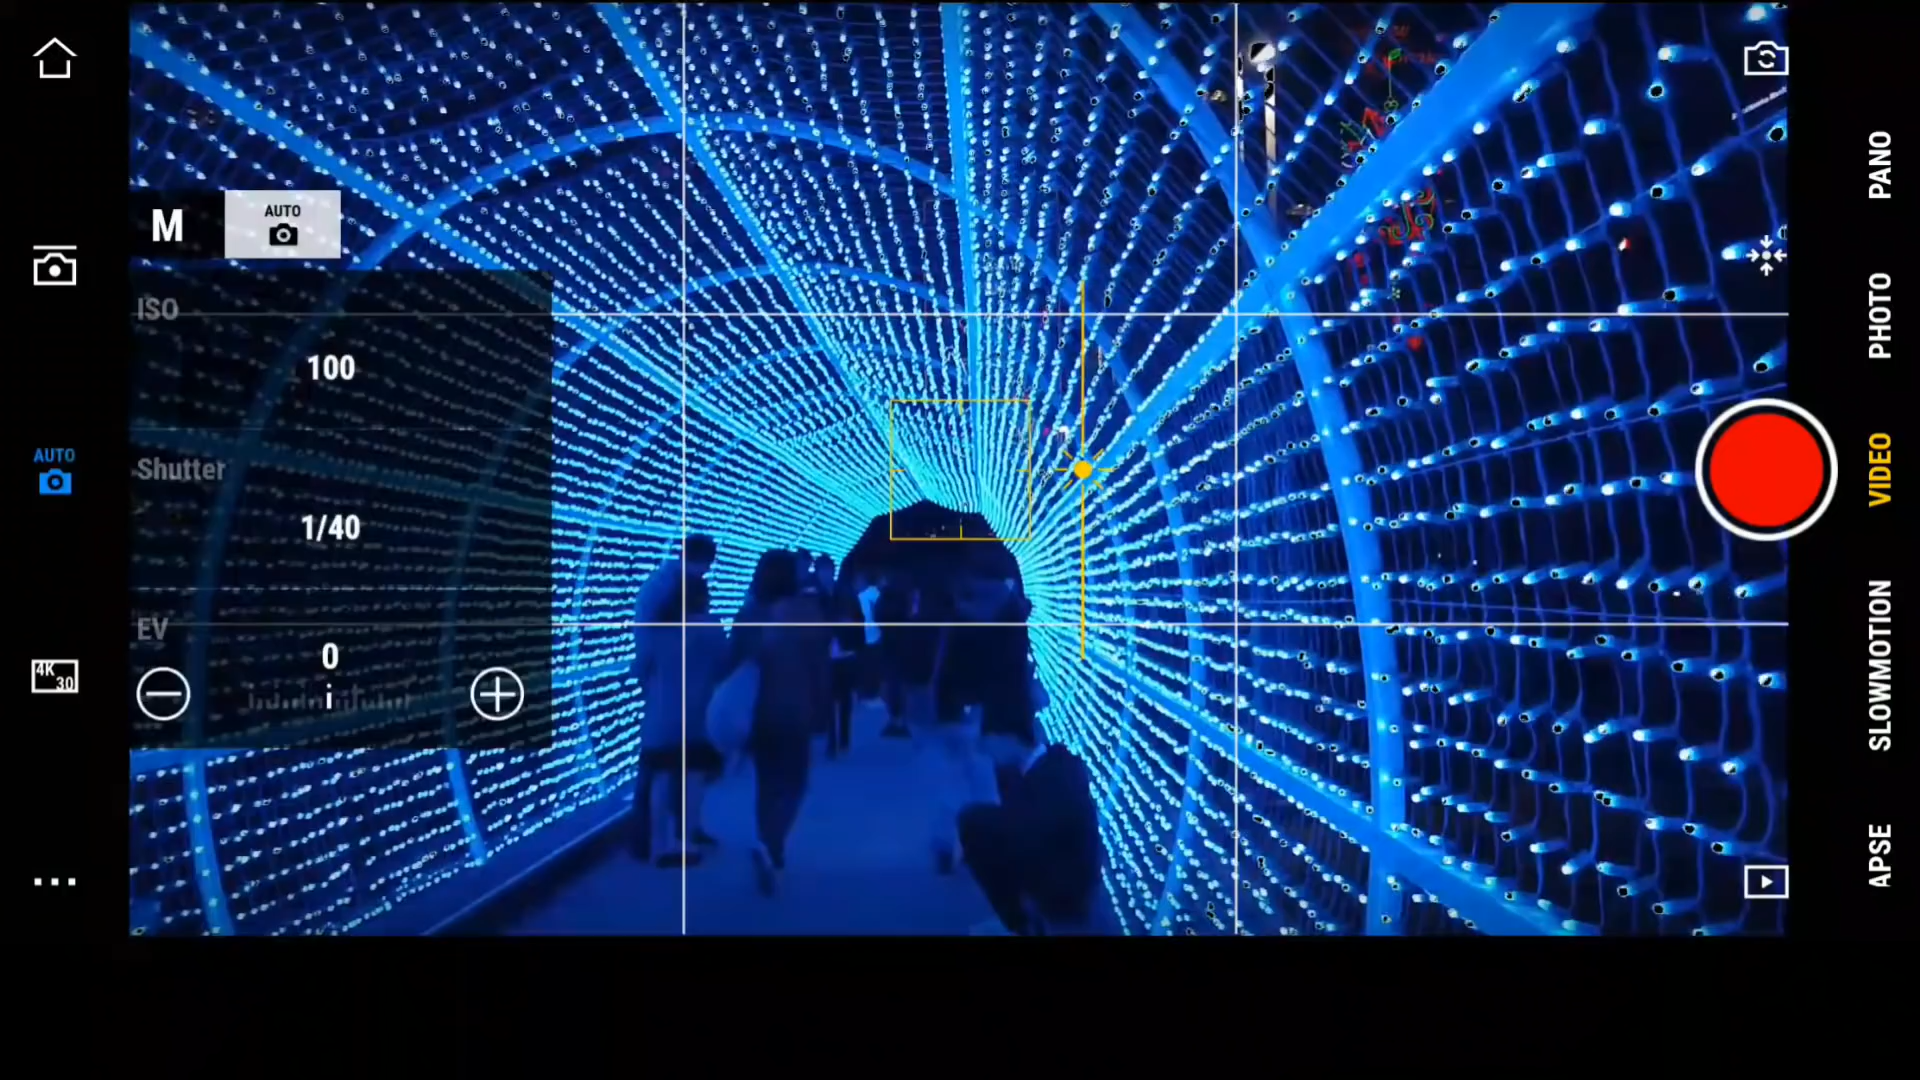 M
AUTO
ISO
100
Shutter
1/40
EV
0
AUTO
4K
30
PANO
PHOTO
VIDEO
SLOWMOTION
APSE